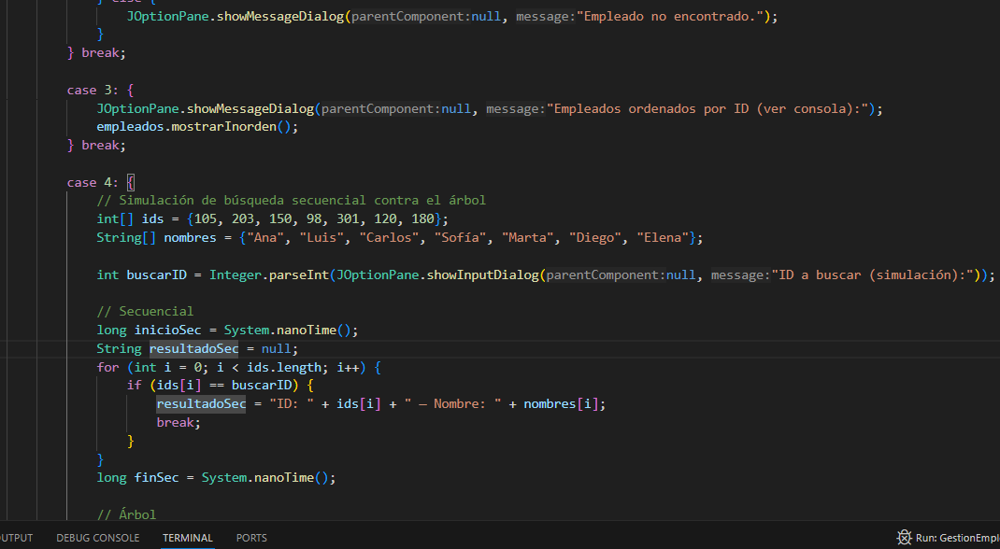 } else {
JOptionPane.showMessageDialog(parentComponent:null, message:"Empleado no encontrado.");
}
} break;
case 3: {
JOptionPane.showMessageDialog(parentComponent:null, message:"Empleados ordenados por ID (ver consola):");
empleados.mostrarInorden();
} break;
case 4: {
// Simulación de búsqueda secuencial contra el árbol
int[] ids = {105, 203, 150, 98, 301, 120, 180};
String[] nombres = {"Ana", "Luis", "Carlos", "Sofía", "Marta", "Diego", "Elena"};
int buscarID = Integer.parseInt(JOptionPane.showInputDialog(parentComponent:null, message:"ID a buscar (simulación):"));
// Secuencial
long inicioSec = System.nanoTime();
String resultadoSec = null;
for (int i = 0; i < ids.length; i++) {
if (ids[i] == buscarID) {
resultadoSec = "ID: " + ids[i] + " – Nombre: " + nombres[i];
break;
}
}
long finSec = System.nanoTime();
// Árbol
UTPUT DEBUG CONSOLE TERMINAL PORTS Run: GestionEmpl